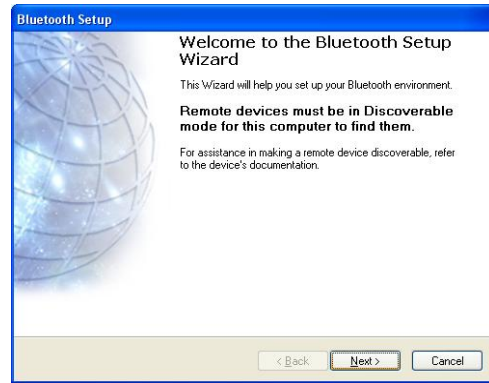 Bluetooth Setup
Welcome to the Bluetooth Setup
Wizard
This Wizard will help you set up your Bluetooth environment.
Remote devices must be in Discoverable
mode for this computer to find them.
For assistance in making a remote device discoverable, refer
to the device's documentation.
< Back
Next >
Cancel